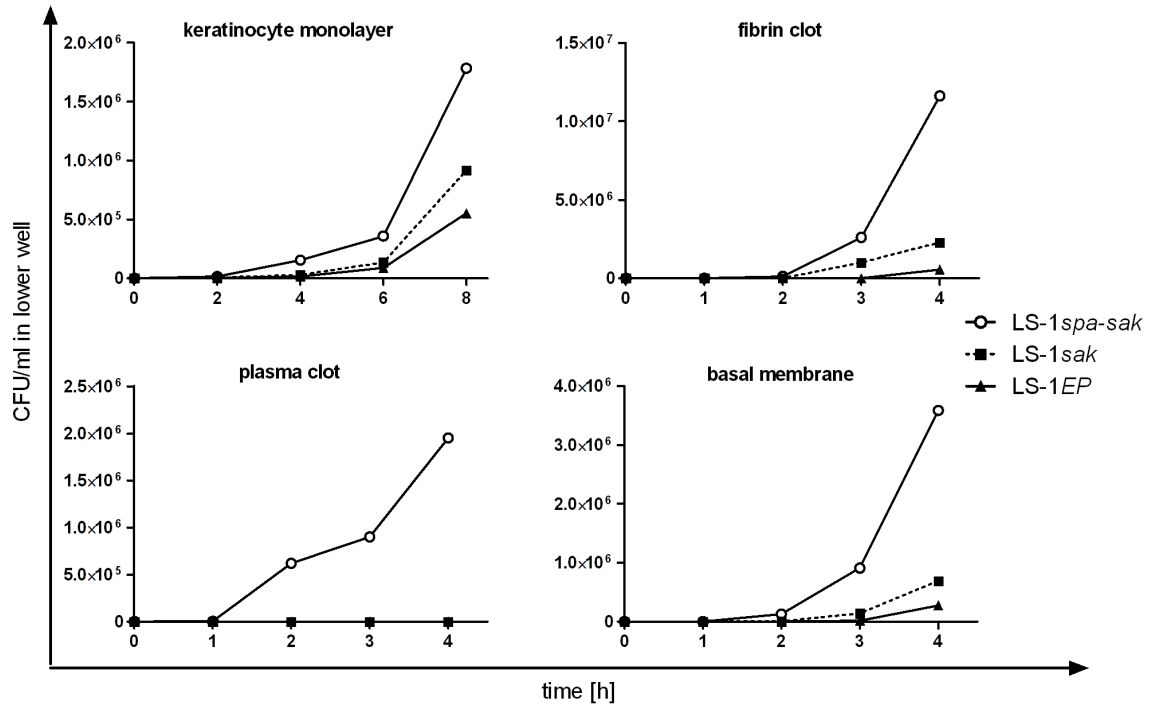 keratinocyte monolayer
2.0×10⁶
1.5×10⁶
1.0×10⁶
5.0×10⁵
0
0 2 4 6 8
fibrin clot
1.5×10⁷
1.0×10⁷
5.0×10⁶
0
0 1 2 3 4
CFU/ml in lower well
LS-1spa-sak
LS-1sak
LS-1EP
plasma clot
2.5×10⁶
2.0×10⁶
1.5×10⁶
1.0×10⁶
5.0×10⁵
0
0 1 2 3 4
basal membrane
4.0×10⁶
3.0×10⁶
2.0×10⁶
1.0×10⁶
0
0 1 2 3 4
time [h]